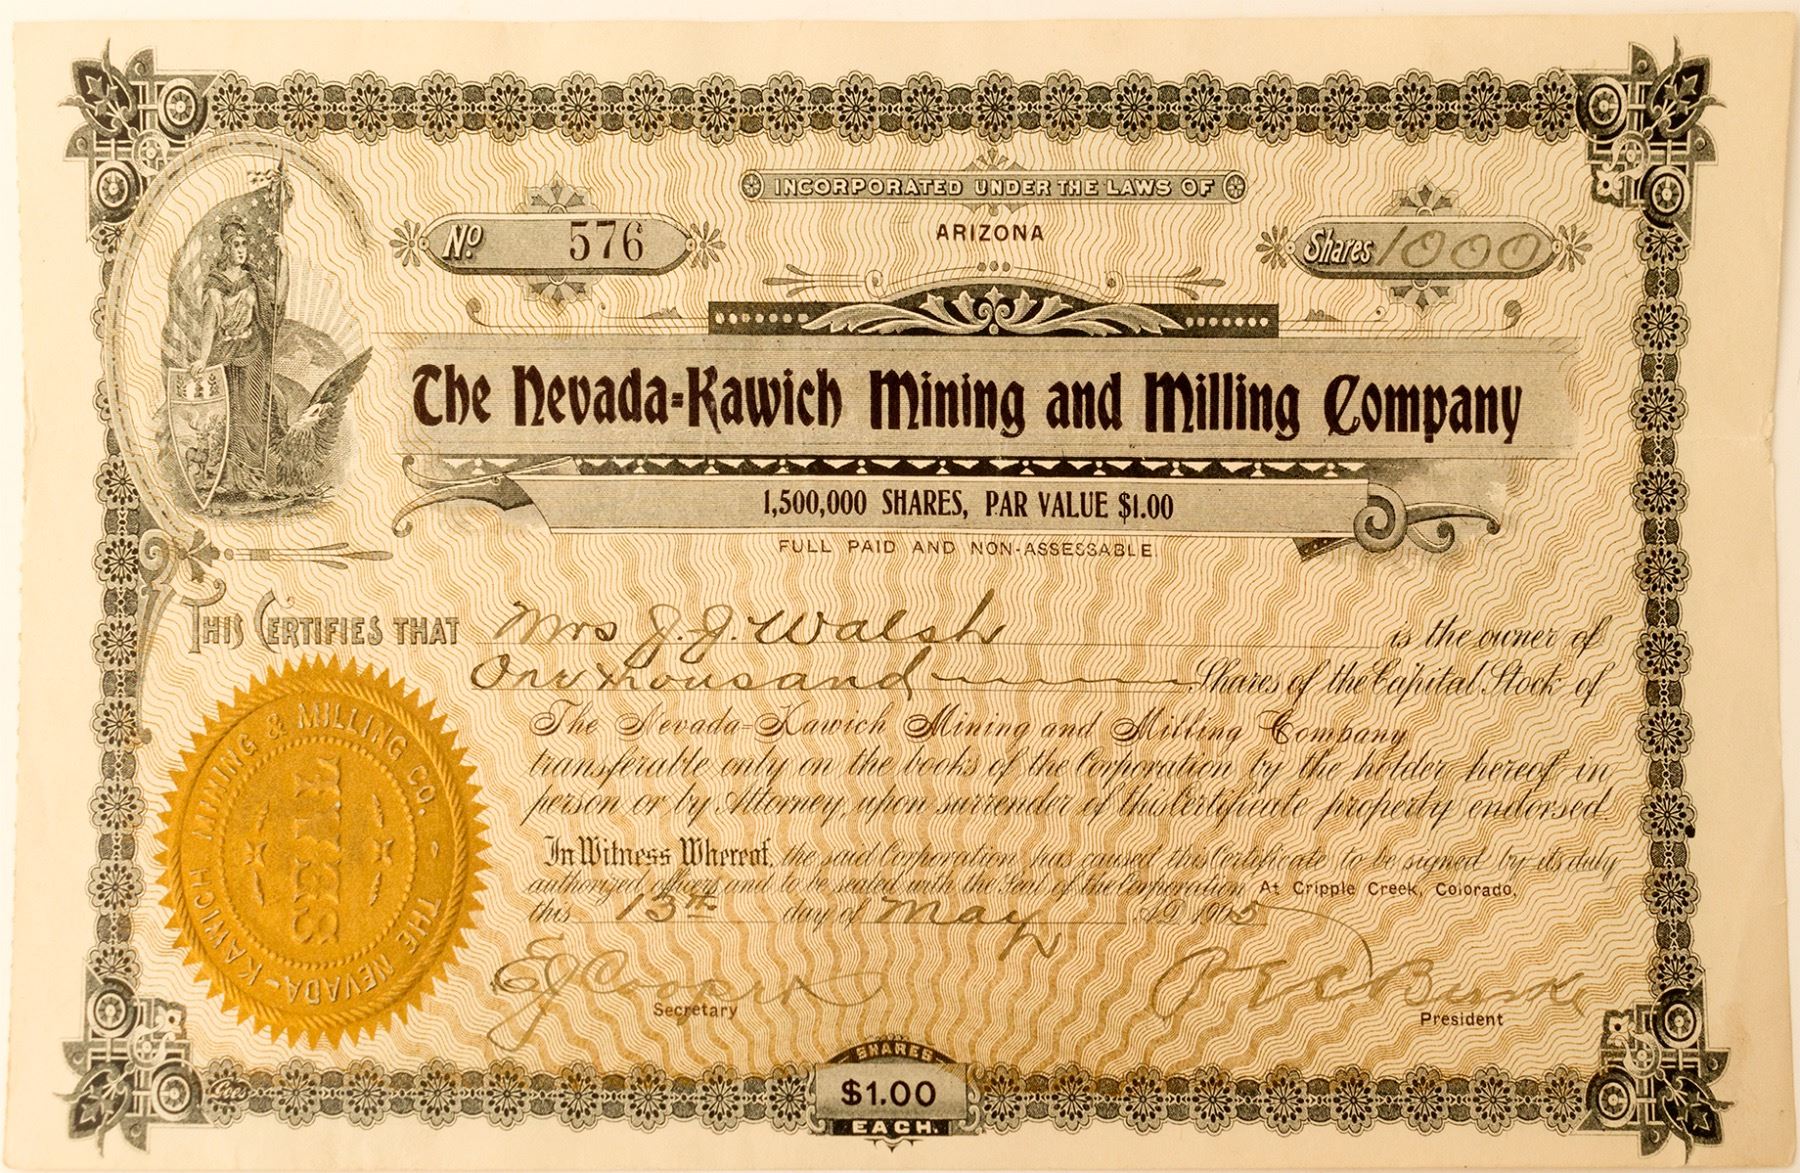 INCORPORATED UNDER THE LAWS OF
ARIZONA
No. 576
Shares 1000
The Nevada=Kawich Mining and Milling Company
1,500,000 SHARES, PAR VALUE $1.00
FULL PAID AND NON-ASSESSABLE.
THIS CERTIFIES THAT Mrs J. J. Walsh is the owner of
One thousand Shares of the Capital Stock of
The Nevada-Kawich Mining and Milling Company
transferable only on the books of the Corporation by the holder hereof in
person or by Attorney, upon surrender of this Certificate properly endorsed.
In Witness Whereof, the said Corporation has caused this Certificate to be signed by its duly
authorized officers and to be sealed with the Seal of the Corporation At Cripple Creek, Colorado,
this 13th day of May A.D. 1905
THE NEVADA-KAWICH MINING & MILLING CO.
SEAL
E J Cooper
Secretary
President
Goes
SHARES
$1.00
EACH.